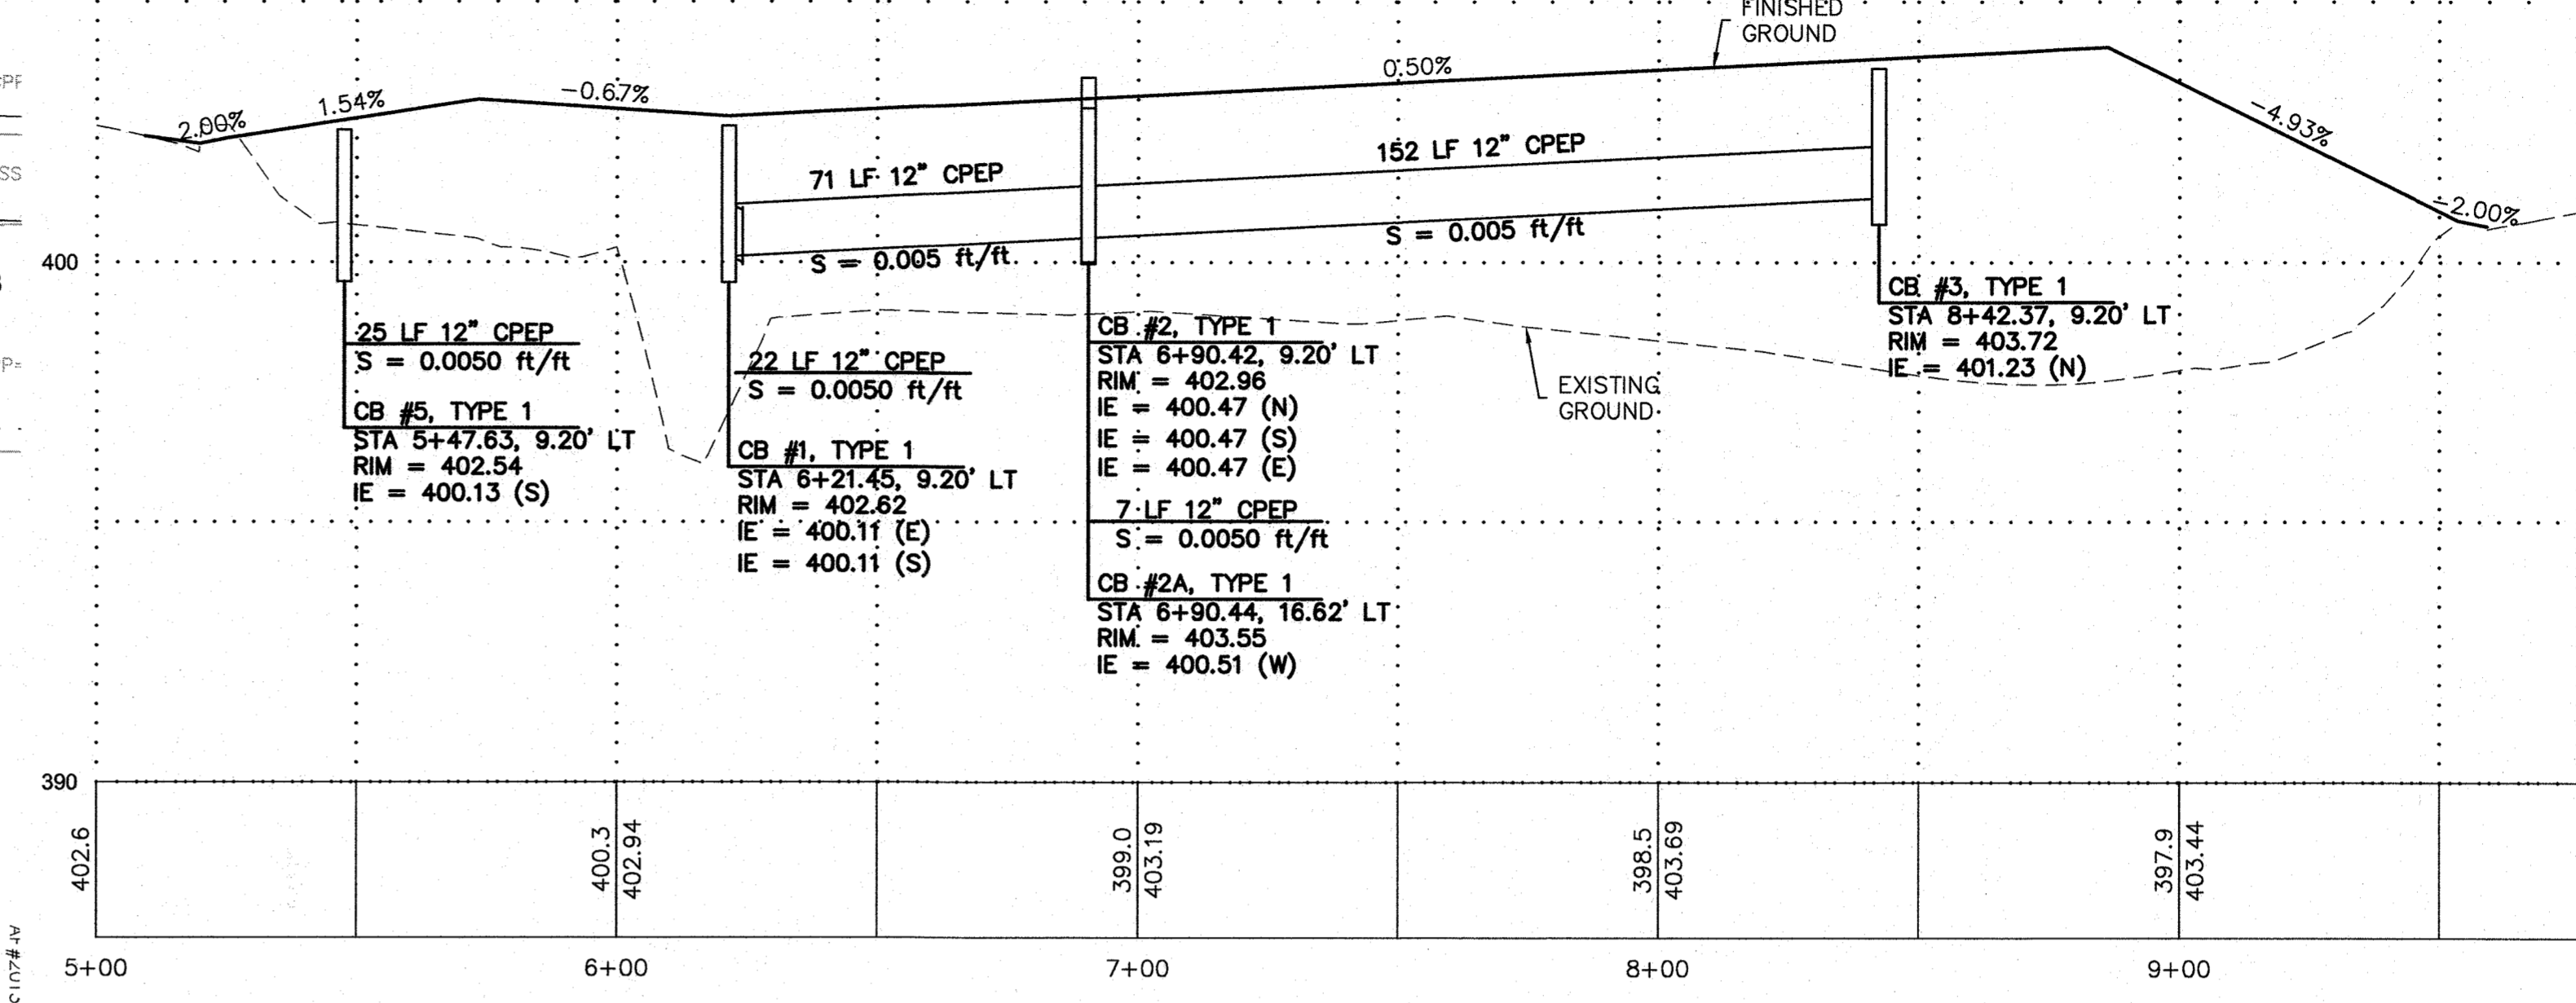 FINISHED
GROUND
2.00%
1.54%
-0.67%
0.50%
-4.93%
-2.00%
71 LF 12" CPEP
S = 0.005 ft/ft
152 LF 12" CPEP
S = 0.005 ft/ft
400
25 LF 12" CPEP
S = 0.0050 ft/ft
CB #5, TYPE 1
STA 5+47.63, 9.20' LT
RIM = 402.54
IE = 400.13 (S)
22 LF 12" CPEP
S = 0.0050 ft/ft
CB #1, TYPE 1
STA 6+21.45, 9.20' LT
RIM = 402.62
IE = 400.11 (E)
IE = 400.11 (S)
CB #2, TYPE 1
STA 6+90.42, 9.20' LT
RIM = 402.96
IE = 400.47 (N)
IE = 400.47 (S)
IE = 400.47 (E)
7 LF 12" CPEP
S = 0.0050 ft/ft
CB #2A, TYPE 1
STA 6+90.44, 16.62' LT
RIM = 403.55
IE = 400.51 (W)
EXISTING
GROUND
CB #3, TYPE 1
STA 8+42.37, 9.20' LT
RIM = 403.72
IE = 401.23 (N)
390
402.6
400.3
402.94
399.0
403.19
398.5
403.69
397.9
403.44
5+00
6+00
7+00
8+00
9+00